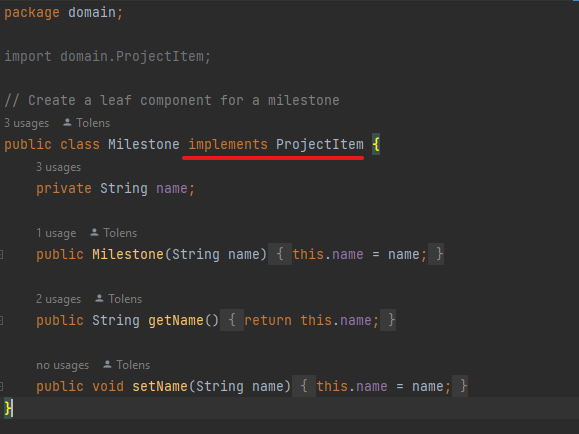 package domain;
import domain.ProjectItem;
// Create a leaf component for a milestone
3 usages Tolens
public class Milestone implements ProjectItem {
3 usages
private String name;
1 usage Tolens
public Milestone(String name) { this.name = name; }
2 usages Tolens
public String getName() { return this.name; }
no usages Tolens
public void setName(String name) { this.name = name; }
}